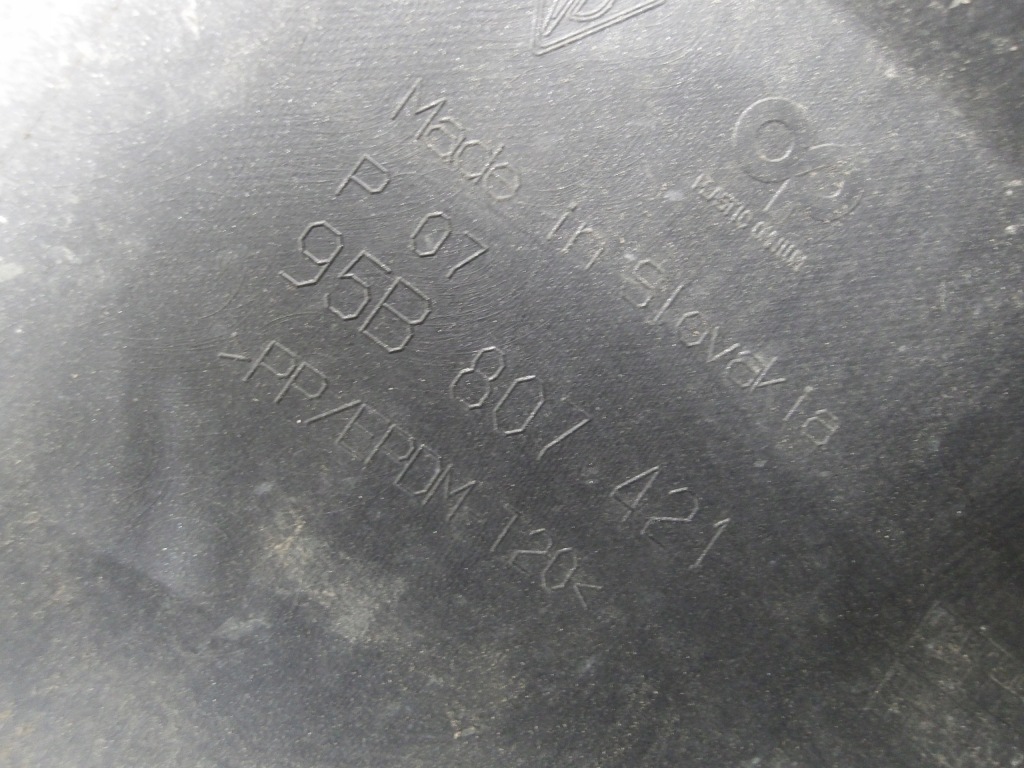 Made in Slovakia
P 07
95B 807 421
>PP/EPDM T20<